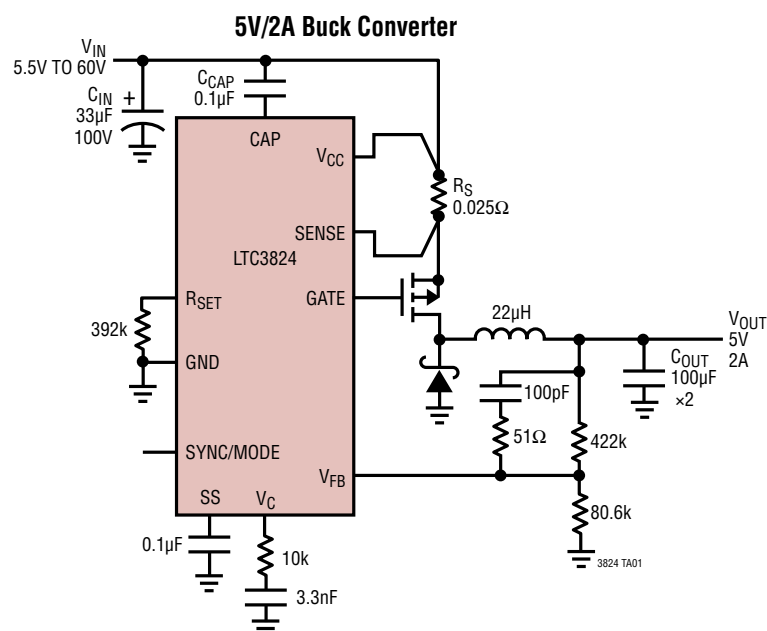 5V/2A Buck Converter
VIN
5.5V TO 60V
CIN
33µF
100V
+
CCAP
0.1µF
CAP
VCC
RS
0.025Ω
SENSE
LTC3824
RSET
GATE
392k
GND
22µH
VOUT
5V
2A
COUT
100µF
×2
100pF
51Ω
422k
SYNC/MODE
VFB
SS
VC
80.6k
0.1µF
10k
3.3nF
3824 TA01